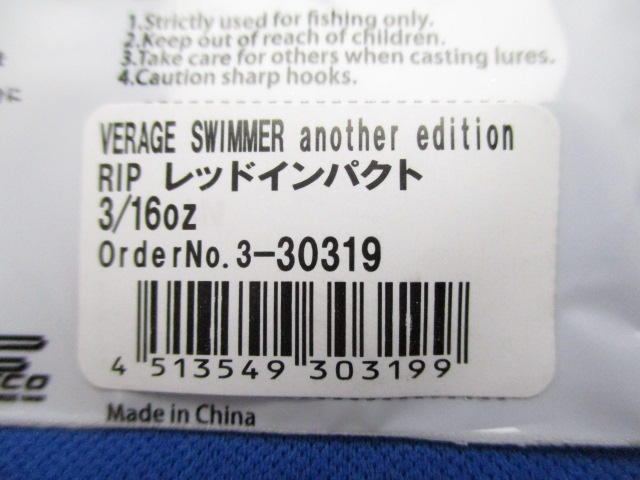 1.Strictly used for fishing only.
2.Keep out of reach of children.
3.Take care for others when casting lures.
4.Caution sharp hooks.
に
VERAGE SWIMMER another edition
RIP レッドインパクト
3/16oz
OrderNo.3-30319
4 513549 303199
Made in China